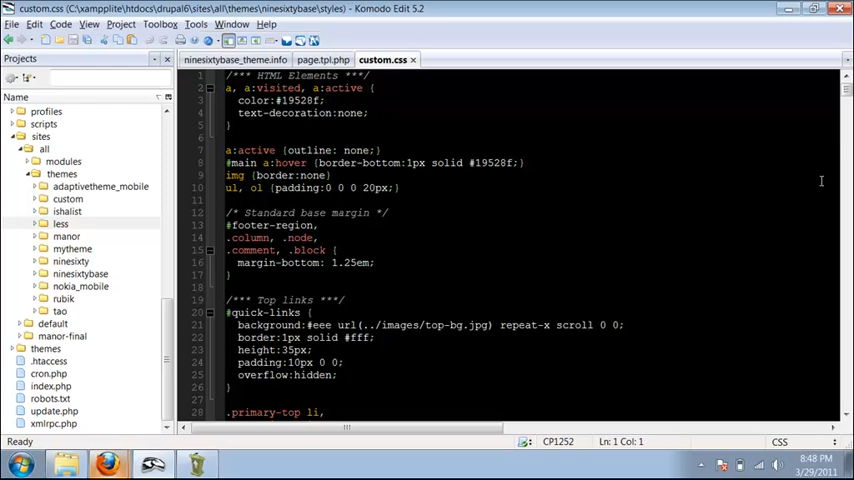 custom.css (C:\xampplite\htdocs\drupal6\sites\all\themes\ninesixtybase\styles) - Komodo Edit 5.2
File Edit Code View Project Toolbox Tools Window Help
Projects
ninesixtybase_theme.info page.tpl.php custom.css
Name
profiles
scripts
sites
all
modules
themes
adaptivetheme_mobile
custom
ishalist
less
manor
mytheme
ninesixty
ninesixtybase
nokia_mobile
rubik
tao
default
manor-final
themes
.htaccess
cron.php
index.php
robots.txt
update.php
xmlrpc.php
1 /*** HTML Elements ***/
2 a, a:visited, a:active {
3 color:#19528f;
4 text-decoration:none;
5 }
6
7 a:active {outline: none;}
8 #main a:hover {border-bottom:1px solid #19528f;}
9 img {border:none}
10 ul, ol {padding:0 0 0 20px;}
11
12 /* Standard base margin */
13 #footer-region,
14 .column, .node,
15 .comment, .block {
16 margin-bottom: 1.25em;
17 }
18
19 /*** Top links ***/
20 #quick-links {
21 background:#eee url(../images/top-bg.jpg) repeat-x scroll 0 0;
22 border:1px solid #fff;
23 height:35px;
24 padding:10px 0 0;
25 overflow:hidden;
26 }
27
28 .primary-top li,
Ready CP1252 Ln: 1 Col: 1 CSS
8:48 PM
3/29/2011